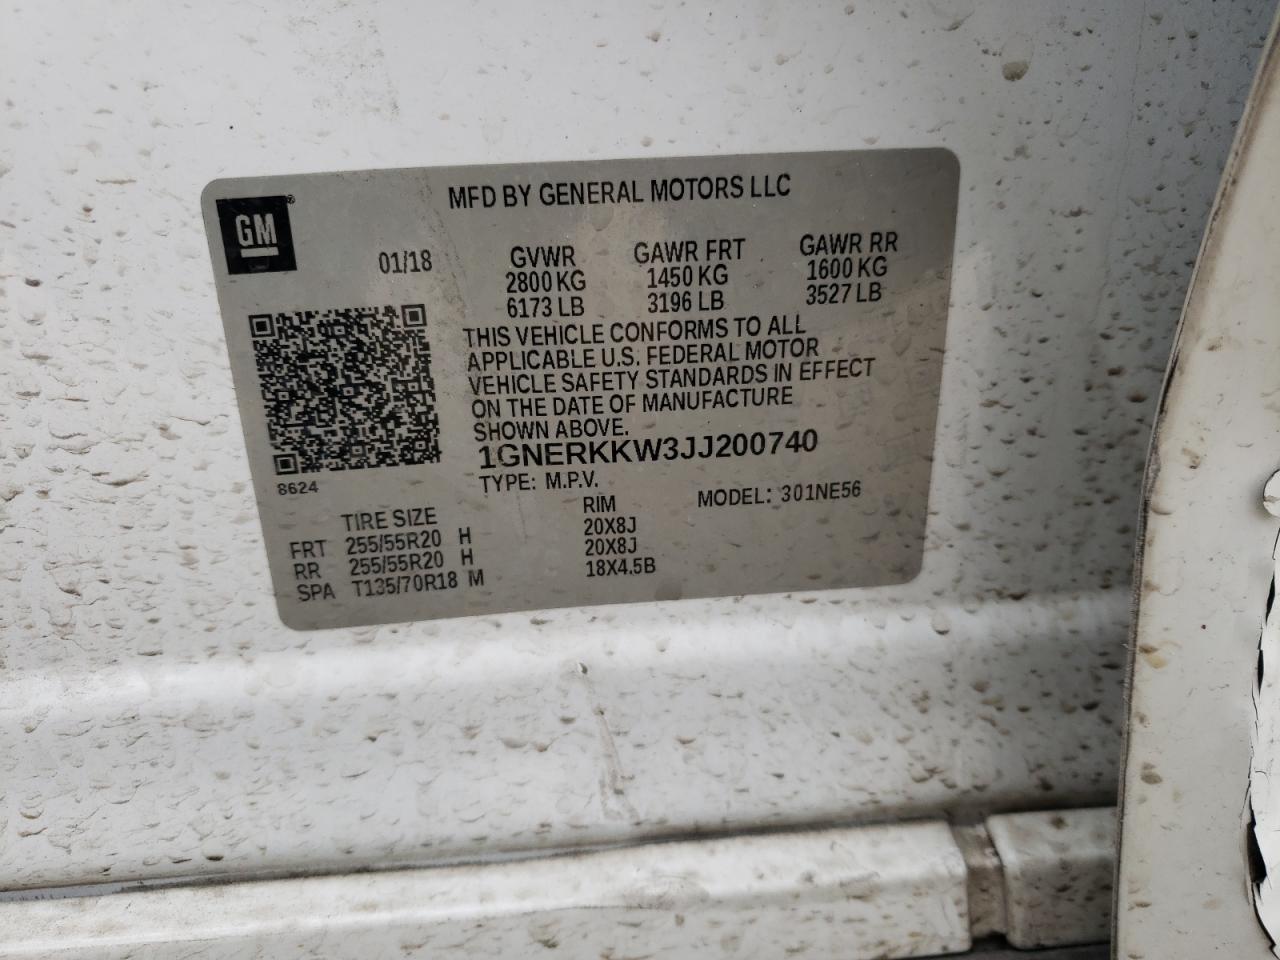 MFD BY GENERAL MOTORS LLC
GM®
01/18
GVWR GAWR FRT GAWR RR
2800 KG 1450 KG 1600 KG
6173 LB 3196 LB 3527 LB
THIS VEHICLE CONFORMS TO ALL
APPLICABLE U.S. FEDERAL MOTOR
VEHICLE SAFETY STANDARDS IN EFFECT
ON THE DATE OF MANUFACTURE
SHOWN ABOVE.
1GNERKKW3JJ200740
8624
TYPE: M.P.V.
MODEL: 301NE56
TIRE SIZE RIM
FRT 255/55R20 H 20X8J
RR 255/55R20 H 20X8J
SPA T135/70R18 M 18X4.5B